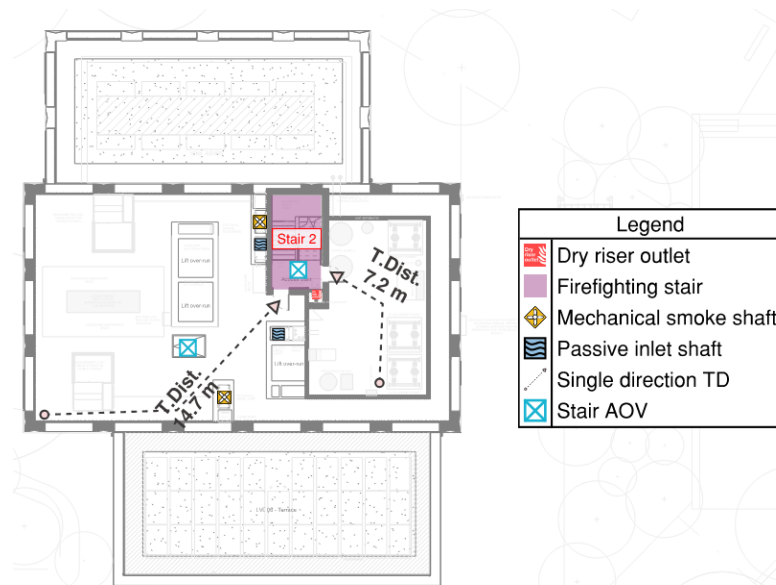 Stair 2
T.Dist.
7.2 m
Lift over-run
Lift over-run
Lift over-run
T.Dist.
14.7 m
Legend
Dry riser outlet
Firefighting stair
Mechanical smoke shaft
Passive inlet shaft
Single direction TD
Stair AOV